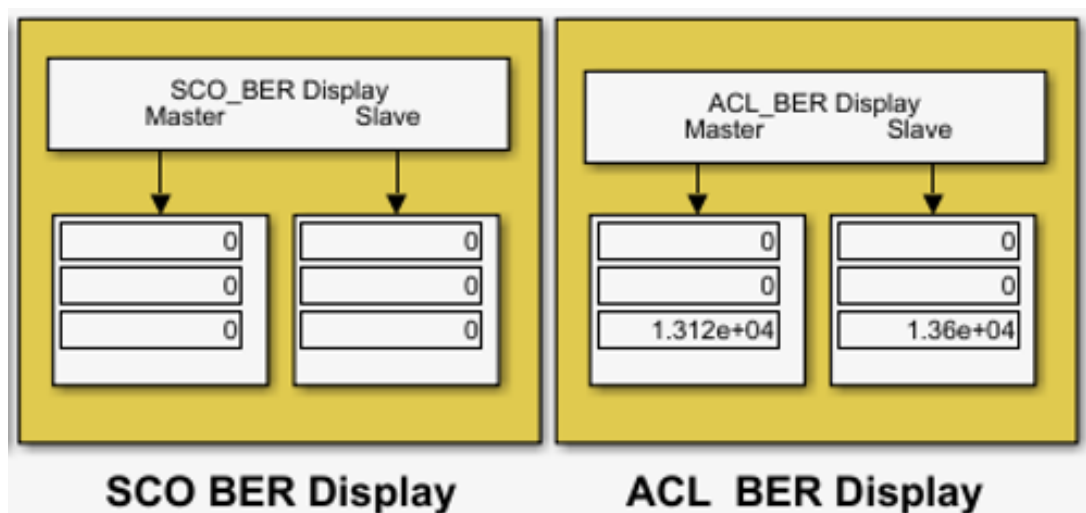 SCO_BER Display
Master Slave
0
0
0
0
0
0
SCO BER Display
ACL_BER Display
Master Slave
0
0
1.312e+04
0
0
1.36e+04
ACL BER Display